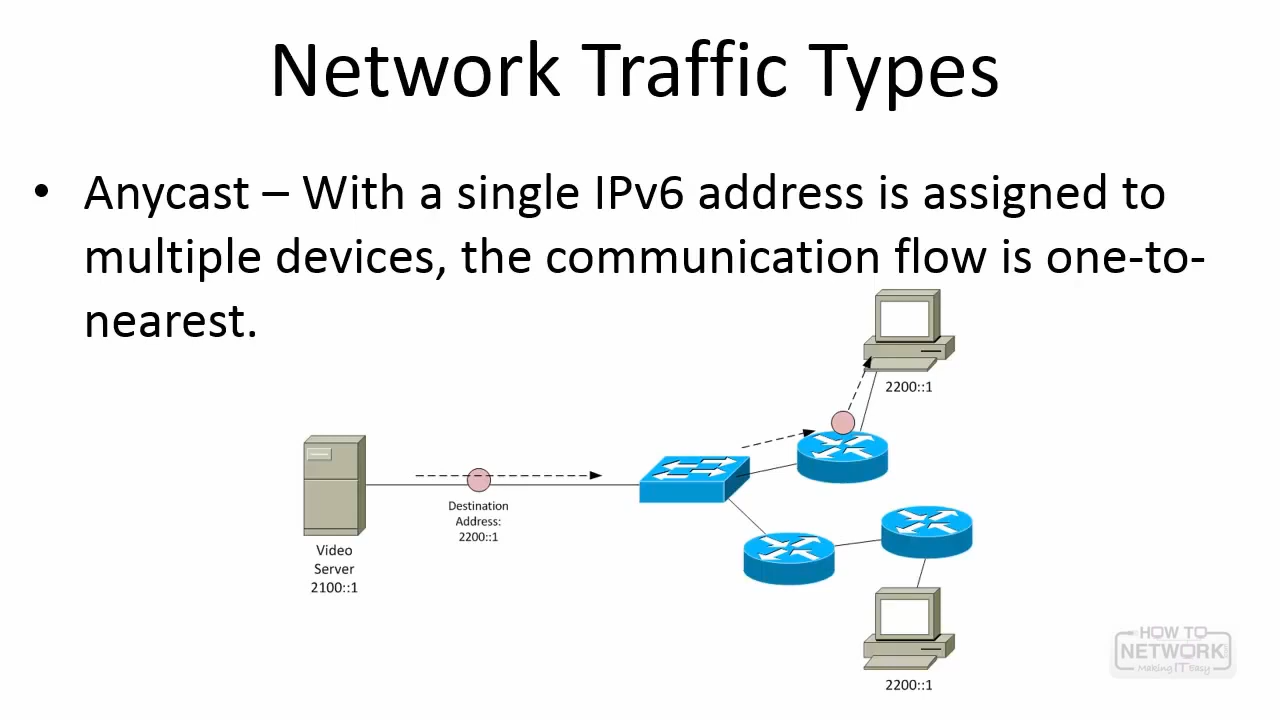 Network Traffic Types
• Anycast – With a single IPv6 address is assigned to
multiple devices, the communication flow is one-to-
nearest.
2200::1
Destination
Address:
2200::1
Video
Server
2100::1
2200::1
HOW TO
NETWORK
Making IT Easy